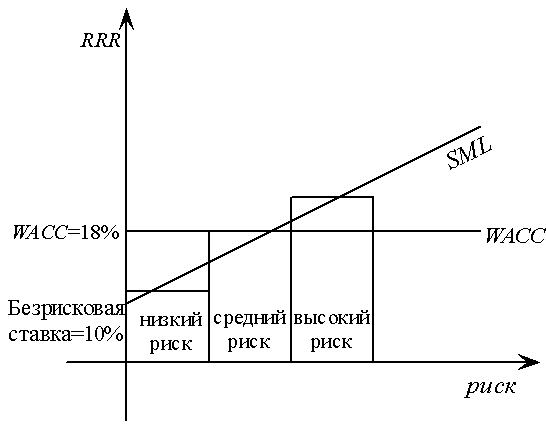 RRR
SML
WACC=18%
WACC
Безрисковая
ставка=10%
низкий
риск
средний
риск
высокий
риск
риск